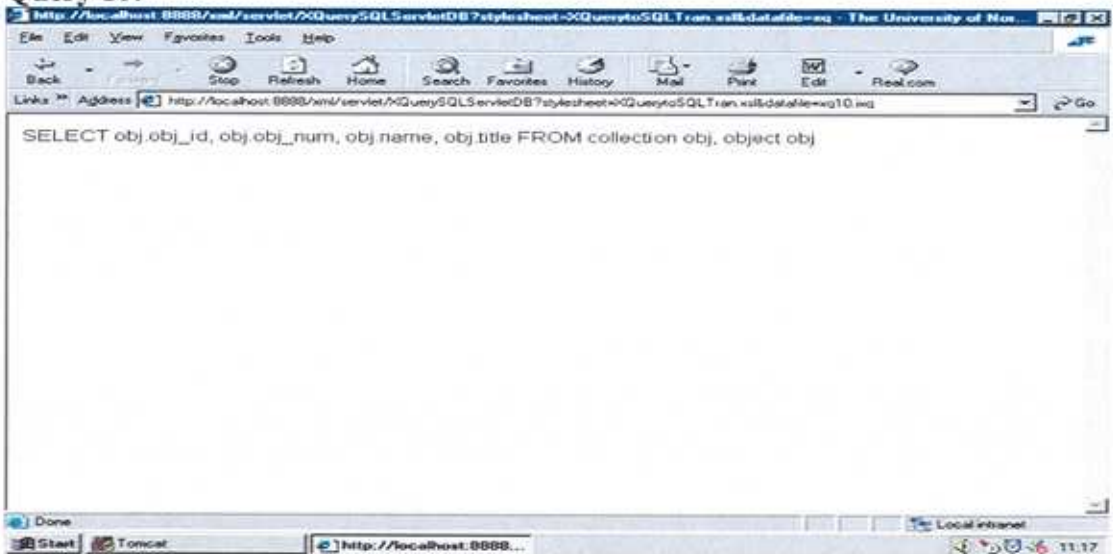 http://localhost:8888/xml/servlet/XQuerySQLServletDB?stylesheet=XQuerytoSQLTran.xsl&datafile=xq - The University of Nor...
File Edit View Favorites Tools Help
Back Stop Refresh Home Search Favorites History Mail Print Edit Real.com
Links » Address http://localhost:8888/xml/servlet/XQuerySQLServletDB?stylesheet=XQuerytoSQLTran.xsl&datafile=xq10.ixq Go
SELECT obj.obj_id, obj.obj_num, obj.name, obj.title FROM collection obj, object obj
Done Local intranet
Start Tomcat http://localhost:8888... 11:17